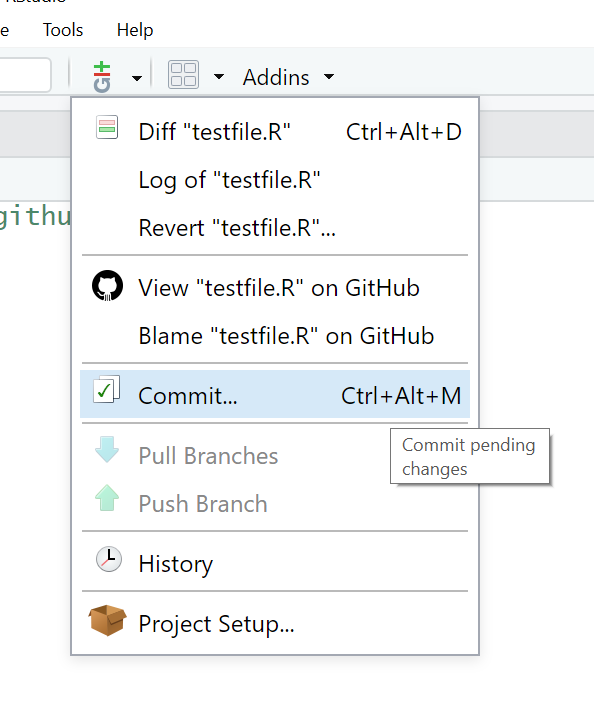 e Tools Help
Addins
Diff "testfile.R" Ctrl+Alt+D
Log of "testfile.R"
githu
Revert "testfile.R"...
View "testfile.R" on GitHub
Blame "testfile.R" on GitHub
Commit... Ctrl+Alt+M
Commit pending
changes
Pull Branches
Push Branch
History
Project Setup...